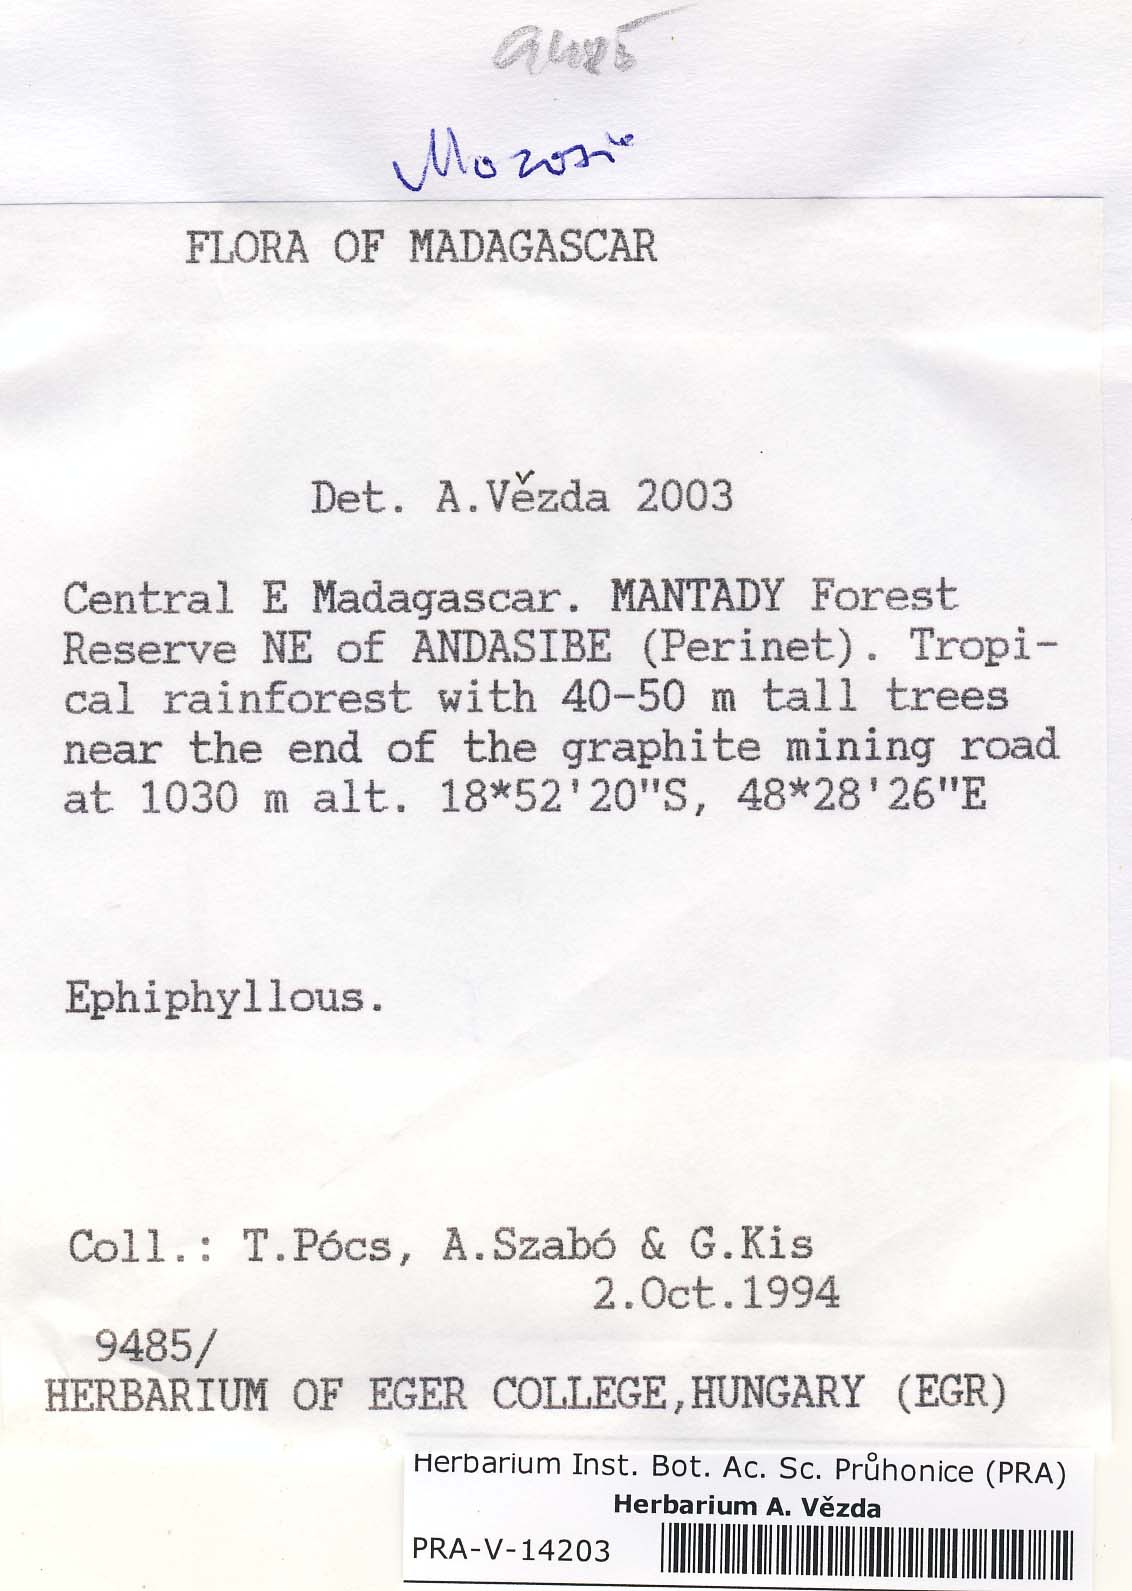 FLORA OF MADAGASCAR
Det. A.Vězda 2003
Central E Madagascar. MANTADY Forest
Reserve NE of ANDASIBE (Perinet). Tropi-
cal rainforest with 40-50 m tall trees
near the end of the graphite mining road
at 1030 m alt. 18*52'20"S, 48*28'26"E
Ephiphyllous.
Coll.: T.Pócs, A.Szabó & G.Kis
2.Oct.1994
9485/
HERBARIUM OF EGER COLLEGE,HUNGARY (EGR)
Herbarium Inst. Bot. Ac. Sc. Průhonice (PRA)
Herbarium A. Vězda
PRA-V-14203